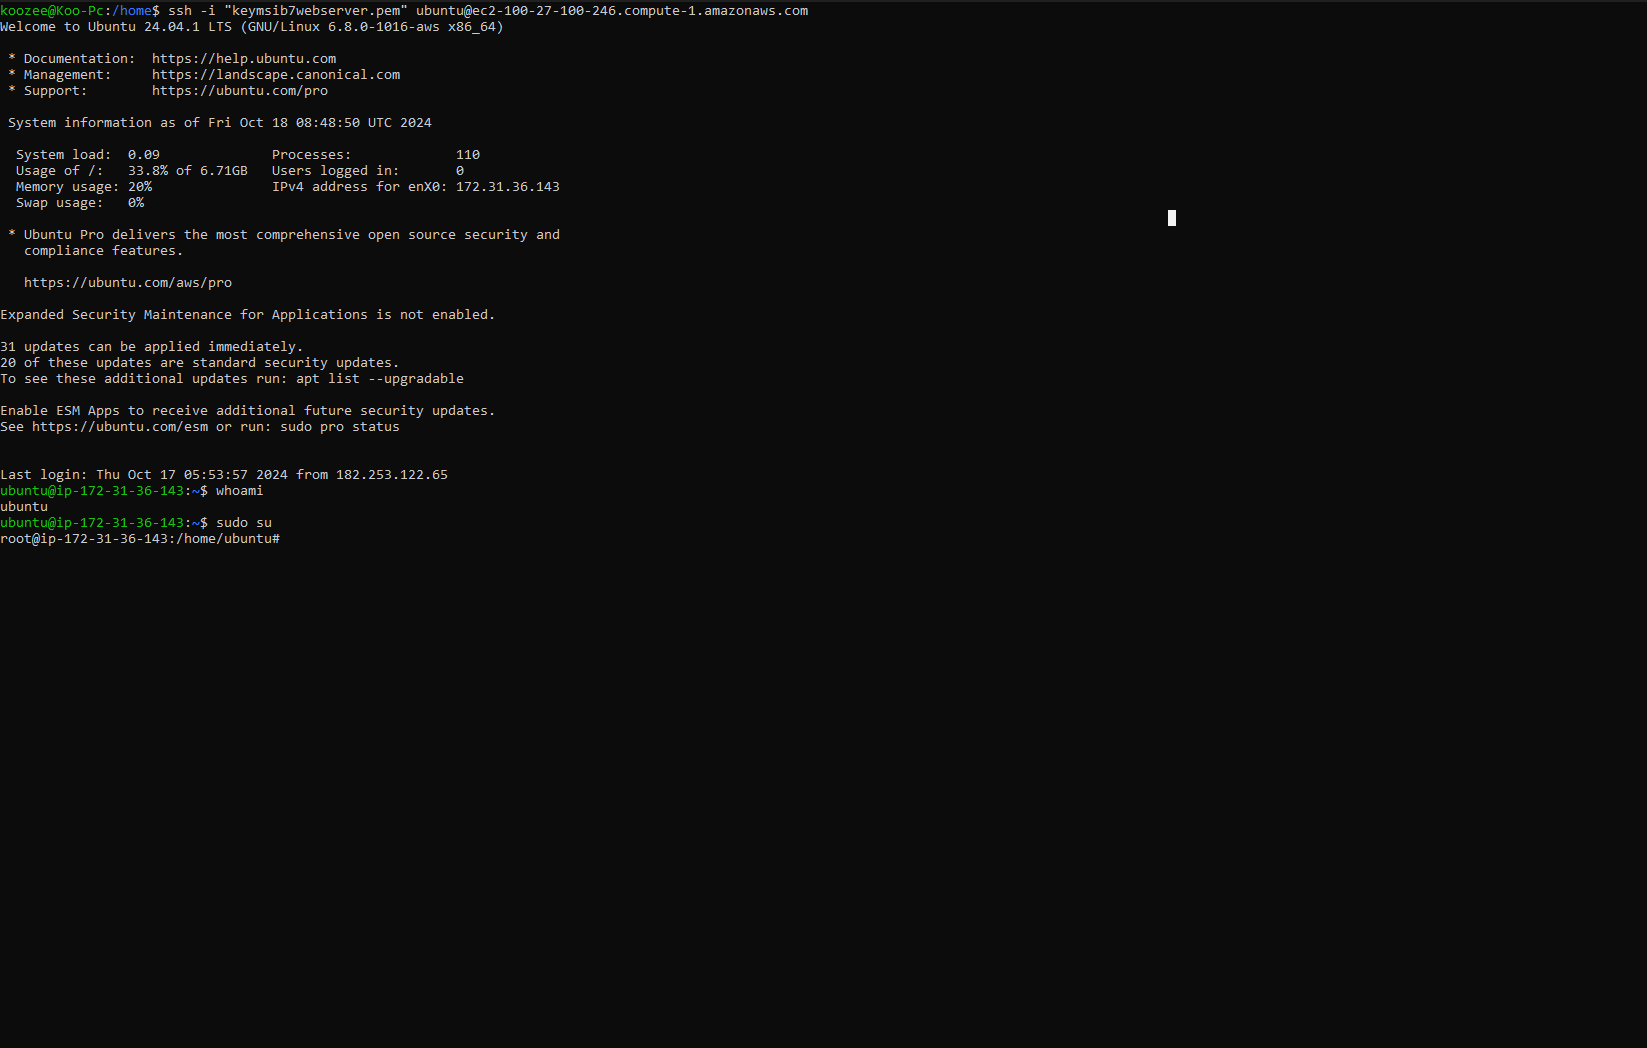 koozee@Koo-Pc:/home$ ssh -i "keymsib7webserver.pem" ubuntu@ec2-100-27-100-246.compute-1.amazonaws.com
Welcome to Ubuntu 24.04.1 LTS (GNU/Linux 6.8.0-1016-aws x86_64)
* Documentation:  https://help.ubuntu.com
* Management:     https://landscape.canonical.com
* Support:        https://ubuntu.com/pro
System information as of Fri Oct 18 08:48:50 UTC 2024
System load:  0.09              Processes:             110
Usage of /:   33.8% of 6.71GB   Users logged in:       0
Memory usage: 20%               IPv4 address for enX0: 172.31.36.143
Swap usage:   0%
* Ubuntu Pro delivers the most comprehensive open source security and
compliance features.
https://ubuntu.com/aws/pro
Expanded Security Maintenance for Applications is not enabled.
31 updates can be applied immediately.
20 of these updates are standard security updates.
To see these additional updates run: apt list --upgradable
Enable ESM Apps to receive additional future security updates.
See https://ubuntu.com/esm or run: sudo pro status
Last login: Thu Oct 17 05:53:57 2024 from 182.253.122.65
ubuntu@ip-172-31-36-143:~$ whoami
ubuntu
ubuntu@ip-172-31-36-143:~$ sudo su
root@ip-172-31-36-143:/home/ubuntu#